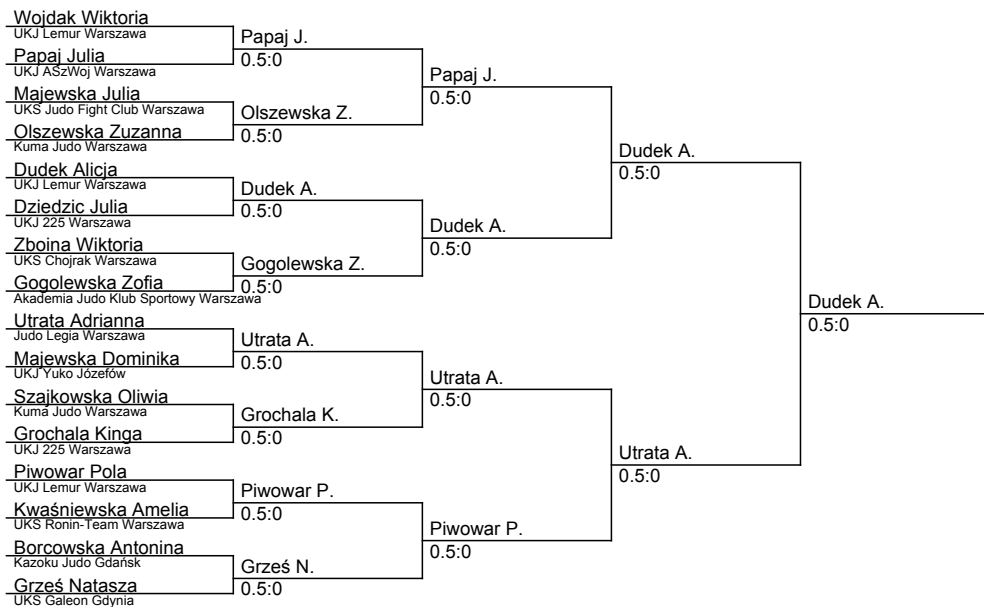 Wojdak Wiktoria
UKJ Lemur Warszawa
Papaj Julia
UKJ ASzWoj Warszawa
Majewska Julia
UKS Judo Fight Club Warszawa
Olszewska Zuzanna
Kuma Judo Warszawa
Dudek Alicja
UKJ Lemur Warszawa
Dziedzic Julia
UKJ 225 Warszawa
Zboina Wiktoria
UKS Chojrak Warszawa
Gogolewska Zofia
Akademia Judo Klub Sportowy Warszawa
Utrata Adrianna
Judo Legia Warszawa
Majewska Dominika
UKJ Yuko Józefów
Szajkowska Oliwia
Kuma Judo Warszawa
Grochala Kinga
UKJ 225 Warszawa
Piwowar Pola
UKJ Lemur Warszawa
Kwaśniewska Amelia
UKS Ronin-Team Warszawa
Borcowska Antonina
Kazoku Judo Gdańsk
Grześ Natasza
UKS Galeon Gdynia
Papaj J.
0.5:0
Olszewska Z.
0.5:0
Dudek A.
0.5:0
Gogolewska Z.
0.5:0
Utrata A.
0.5:0
Grochala K.
0.5:0
Piwowar P.
0.5:0
Grześ N.
0.5:0
Papaj J.
0.5:0
Dudek A.
0.5:0
Utrata A.
0.5:0
Piwowar P.
0.5:0
Dudek A.
0.5:0
Utrata A.
0.5:0
Dudek A.
0.5:0